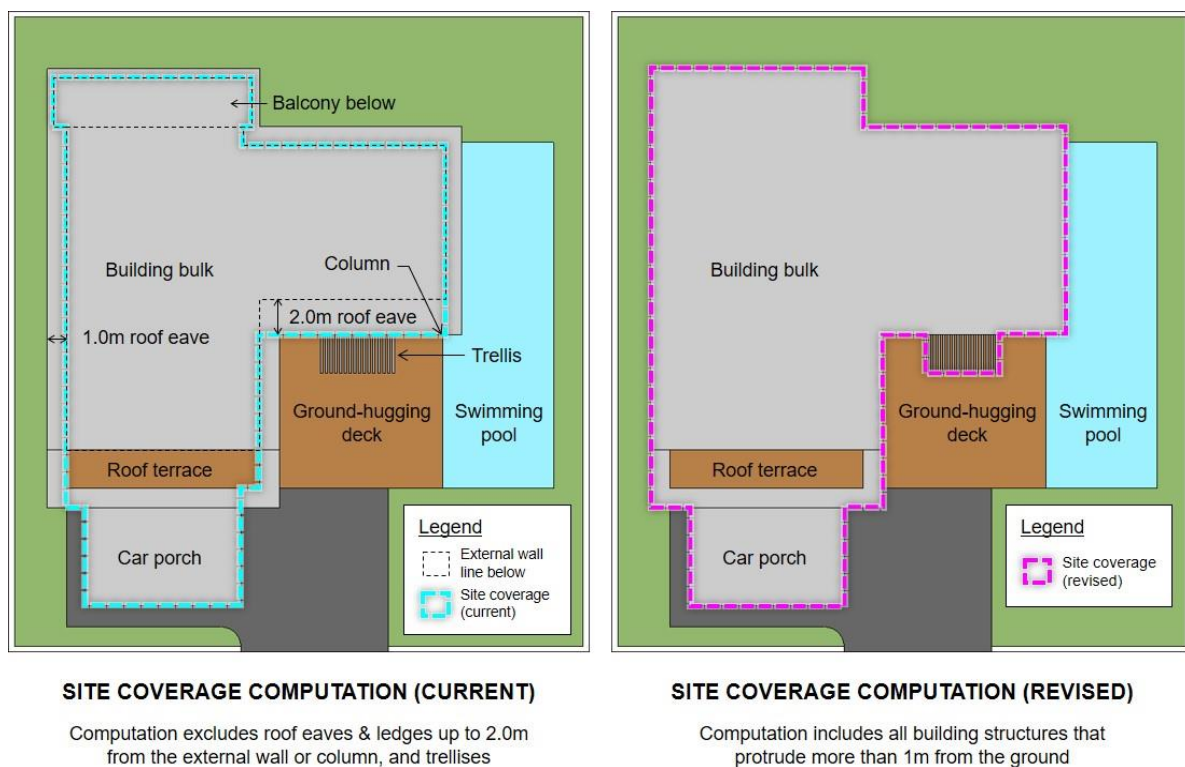 Balcony below
Building bulk
Column
2.0m roof eave
1.0m roof eave
Trellis
Ground-hugging
deck
Swimming
pool
Roof terrace
Car porch
Legend
External wall
line below
Site coverage
(current)
SITE COVERAGE COMPUTATION (CURRENT)
Computation excludes roof eaves & ledges up to 2.0m
from the external wall or column, and trellises
Building bulk
Ground-hugging
deck
Swimming
pool
Roof terrace
Car porch
Legend
Site coverage
(revised)
SITE COVERAGE COMPUTATION (REVISED)
Computation includes all building structures that
protrude more than 1m from the ground